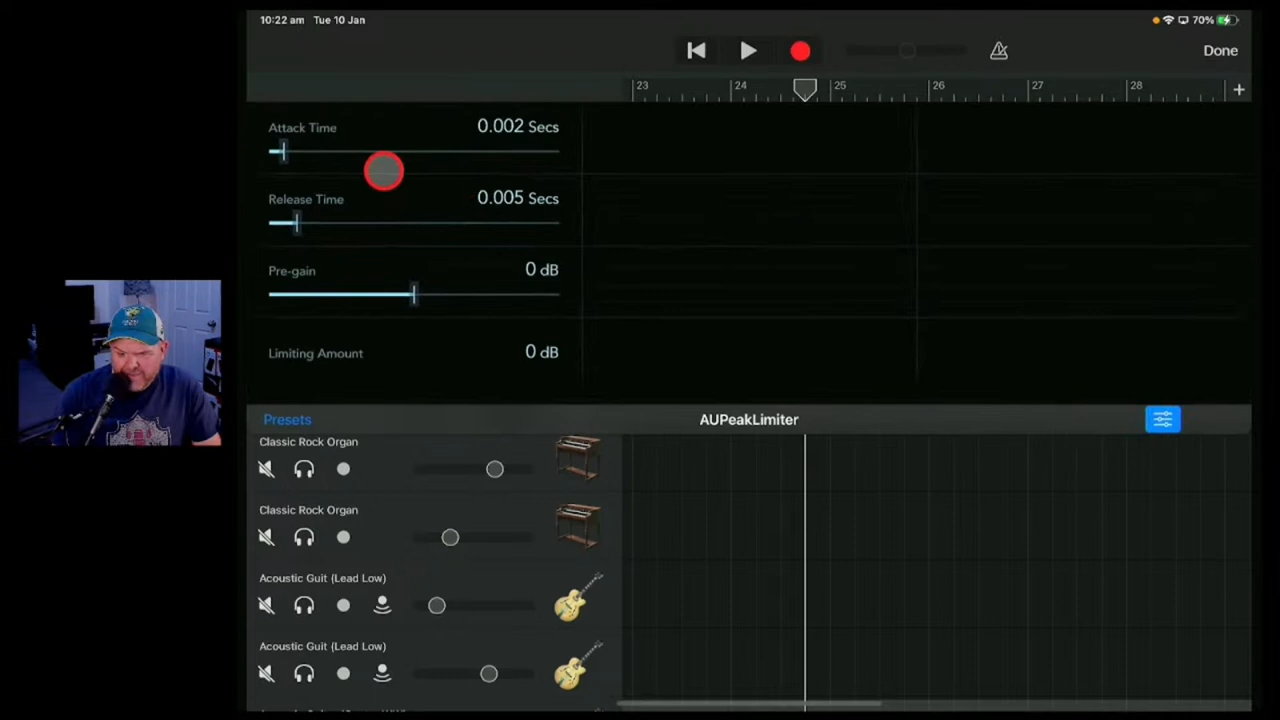 10:22 am Tue 10 Jan
70%
Done
23 24 25 26 27 28
Attack Time 0.002 Secs
Release Time 0.005 Secs
Pre-gain 0 dB
Limiting Amount 0 dB
Presets AUPeakLimiter
Classic Rock Organ
Classic Rock Organ
Acoustic Guit (Lead Low)
Acoustic Guit (Lead Low)